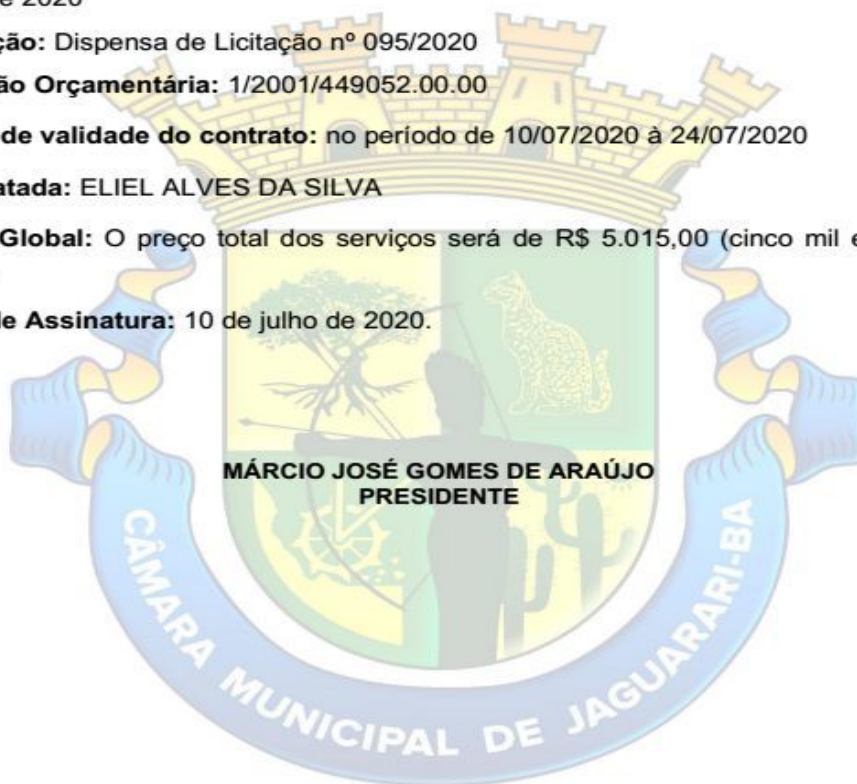 e 2020
ção: Dispensa de Licitação nº 095/2020
ão Orçamentária: 1/2001/449052.00.00
de validade do contrato: no período de 10/07/2020 à 24/07/2020
atada: ELIEL ALVES DA SILVA
Global: O preço total dos serviços será de R$ 5.015,00 (cinco mil e
le Assinatura: 10 de julho de 2020.
MÁRCIO JOSÉ GOMES DE ARAÚJO
PRESIDENTE
CÂMARA MUNICIPAL DE JAGUARARI-BA